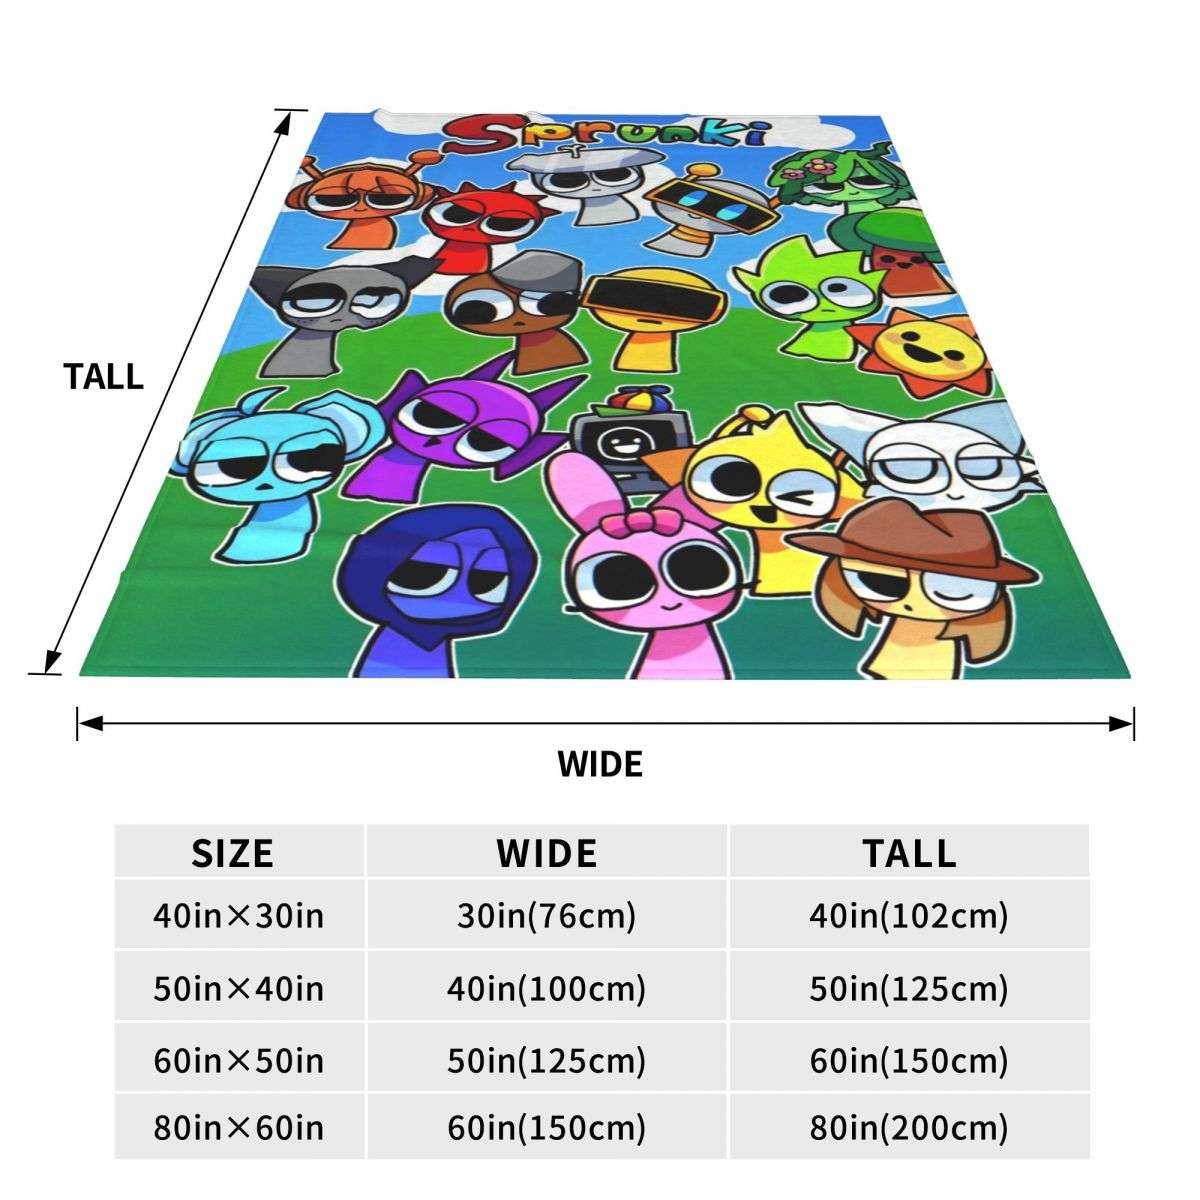 Sprunki
TALL
WIDE
SIZE WIDE TALL
40in×30in 30in(76cm) 40in(102cm)
50in×40in 40in(100cm) 50in(125cm)
60in×50in 50in(125cm) 60in(150cm)
80in×60in 60in(150cm) 80in(200cm)